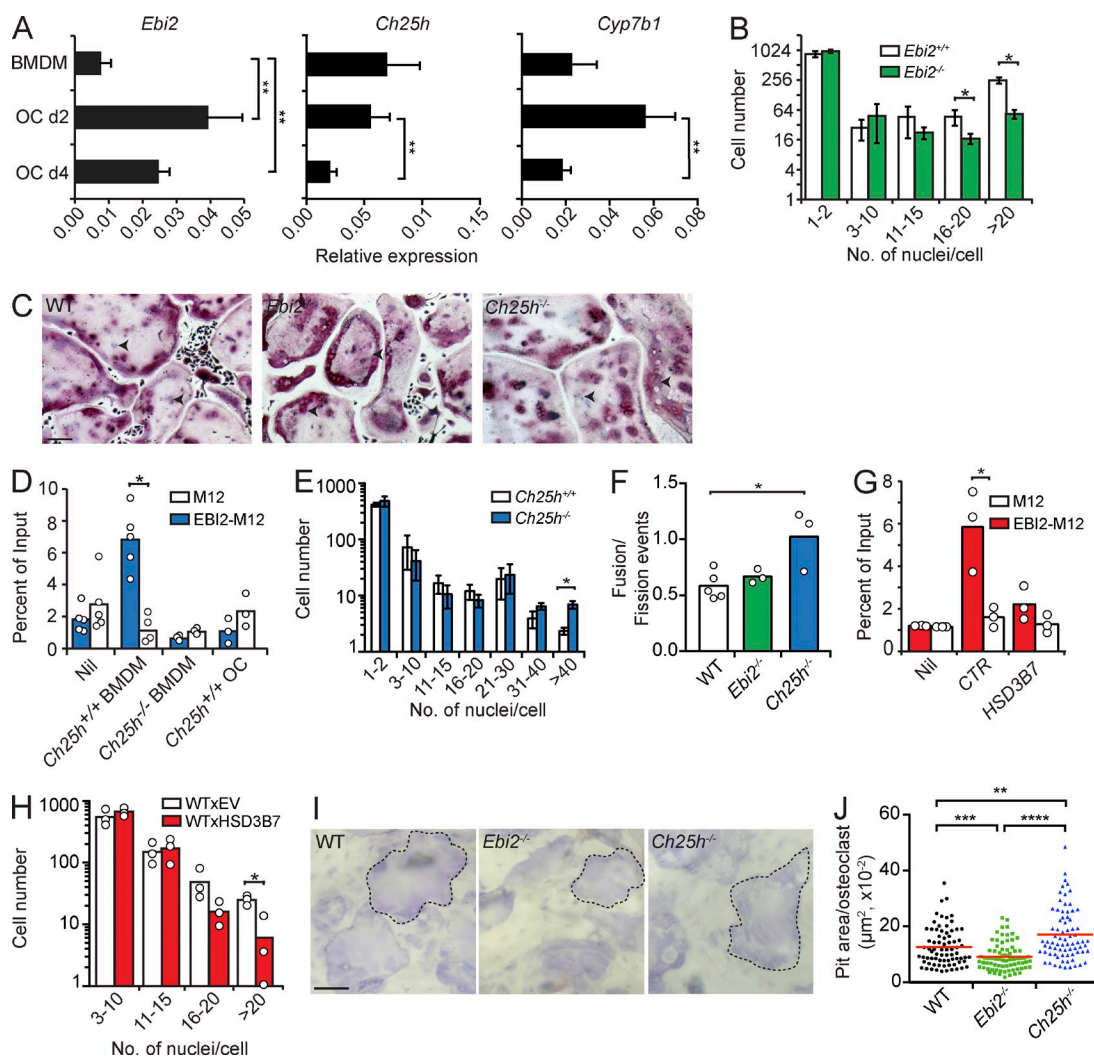 A
Ebi2
Ch25h
Cyp7b1
BMDM
OC d2
OC d4
**
**
**
**
0.00
0.01
0.02
0.03
0.04
0.05
0.00
0.05
0.10
0.15
0.00
0.02
0.04
0.06
0.08
Relative expression
B
Ebi2+/+
Ebi2-/-
*
*
Cell number
1024
256
64
16
4
1
1-2
3-10
11-15
16-20
>20
No. of nuclei/cell
C
WT
Ebi2-/-
Ch25h-/-
D
M12
EBI2-M12
*
Percent of Input
10
8
6
4
2
0
Nil
Ch25h+/+ BMDM
Ch25h-/- BMDM
Ch25h+/+ OC
E
Ch25h+/+
Ch25h-/-
*
Cell number
1000
100
10
1
1-2
3-10
11-15
16-20
21-30
31-40
>40
No. of nuclei/cell
F
*
Fusion/
Fission events
1.5
1.0
0.5
0.0
WT
Ebi2-/-
Ch25h-/-
G
M12
EBI2-M12
*
Percent of Input
8
6
4
2
0
Nil
CTR
HSD3B7
H
WTxEV
WTxHSD3B7
*
Cell number
1000
100
10
1
3-10
11-15
16-20
>20
No. of nuclei/cell
I
WT
Ebi2-/-
Ch25h-/-
J
**
***
****
Pit area/osteoclast
(µm², x10-2)
60
40
20
0
WT
Ebi2-/-
Ch25h-/-